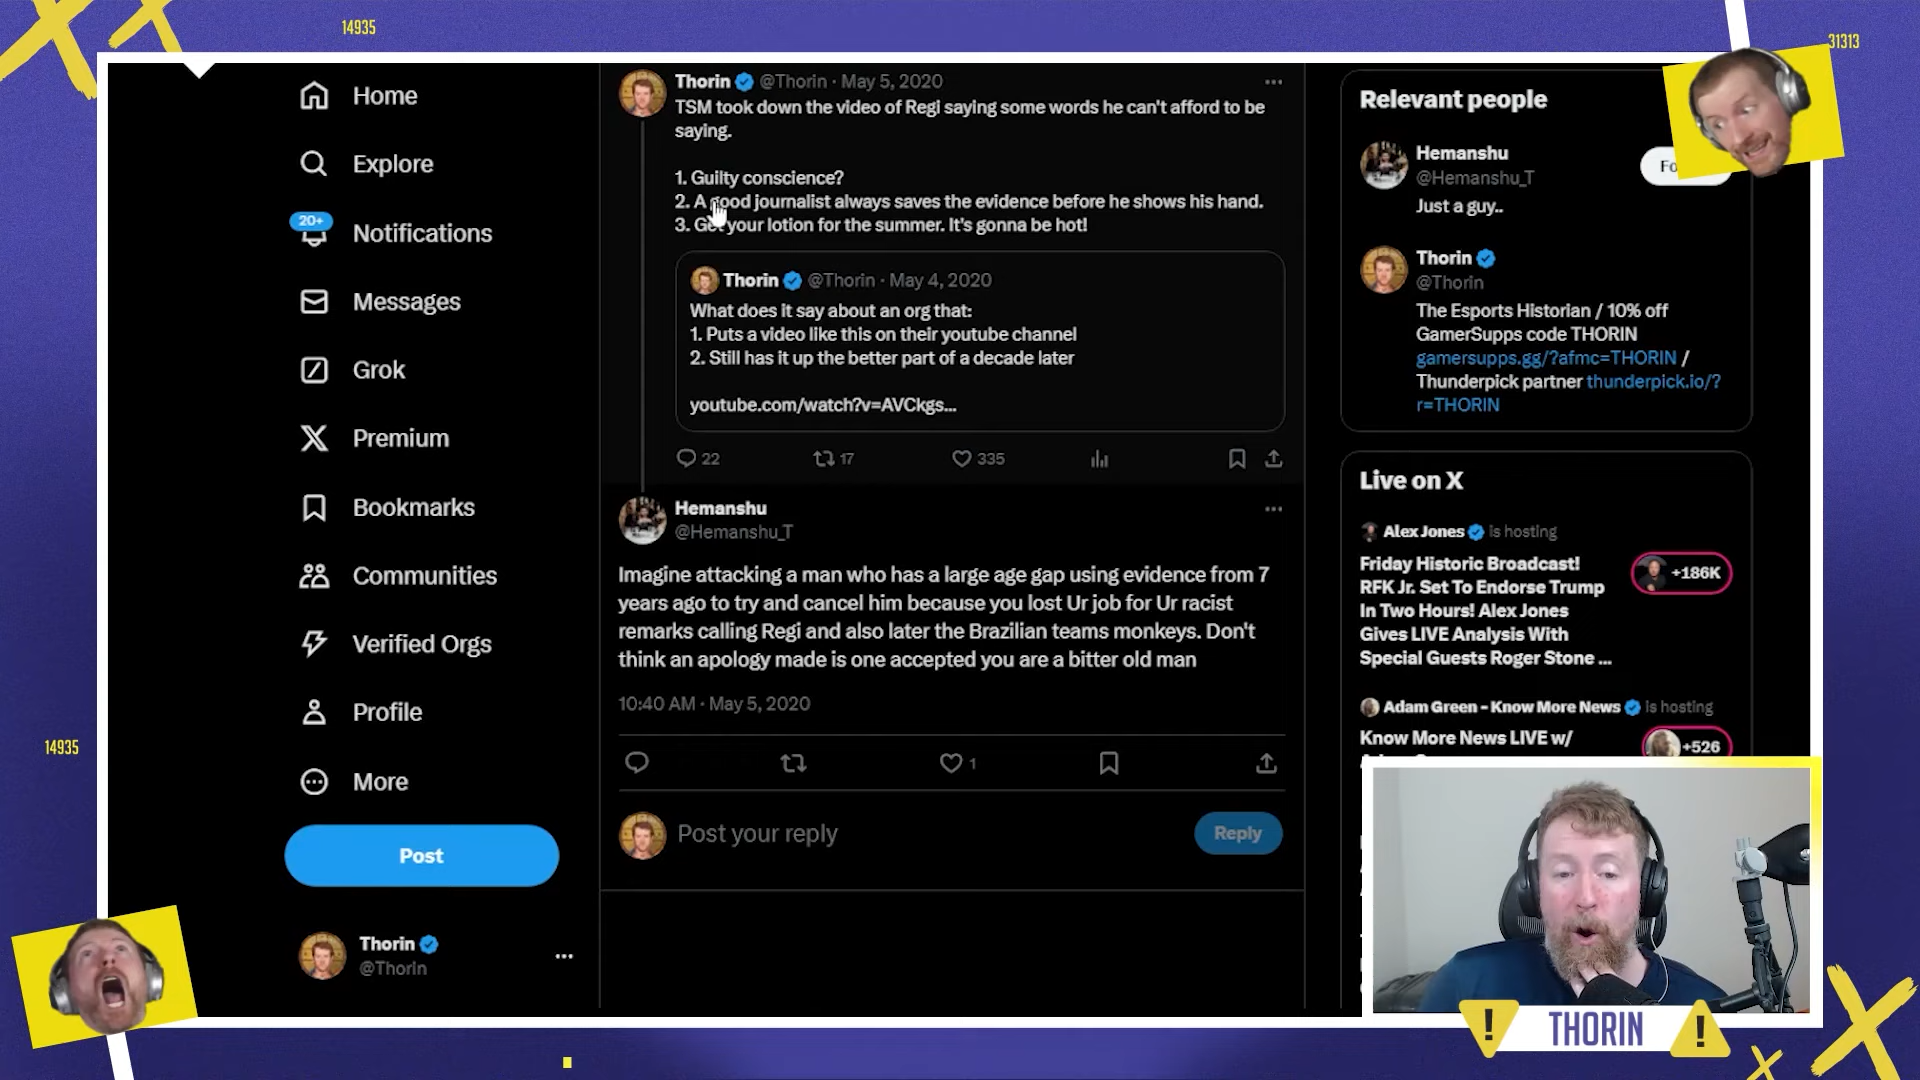 14935
31313
Home
Explore
20+
Notifications
Messages
Grok
Premium
Bookmarks
Communities
Verified Orgs
Profile
More
Post
Thorin
@Thorin
14935
Thorin @Thorin · May 5, 2020
TSM took down the video of Regi saying some words he can't afford to be
saying.
1. Guilty conscience?
2. A good journalist always saves the evidence before he shows his hand.
3. Get your lotion for the summer. It's gonna be hot!
Thorin @Thorin · May 4, 2020
What does it say about an org that:
1. Puts a video like this on their youtube channel
2. Still has it up the better part of a decade later
youtube.com/watch?v=AVCkgs...
22 17 335
Hemanshu
@Hemanshu_T
Imagine attacking a man who has a large age gap using evidence from 7
years ago to try and cancel him because you lost Ur job for Ur racist
remarks calling Regi and also later the Brazilian teams monkeys. Don't
think an apology made is one accepted you are a bitter old man
10:40 AM · May 5, 2020
1
Post your reply
Reply
Relevant people
Hemanshu
@Hemanshu_T
Fo
Just a guy..
Thorin
@Thorin
The Esports Historian / 10% off
GamerSupps code THORIN
gamersupps.gg/?afmc=THORIN /
Thunderpick partner thunderpick.io/?
r=THORIN
Live on X
Alex Jones is hosting
Friday Historic Broadcast!
RFK Jr. Set To Endorse Trump
In Two Hours! Alex Jones
Gives LIVE Analysis With
Special Guests Roger Stone ...
+186K
Adam Green - Know More News is hosting
Know More News LIVE w/
+526
! THORIN !